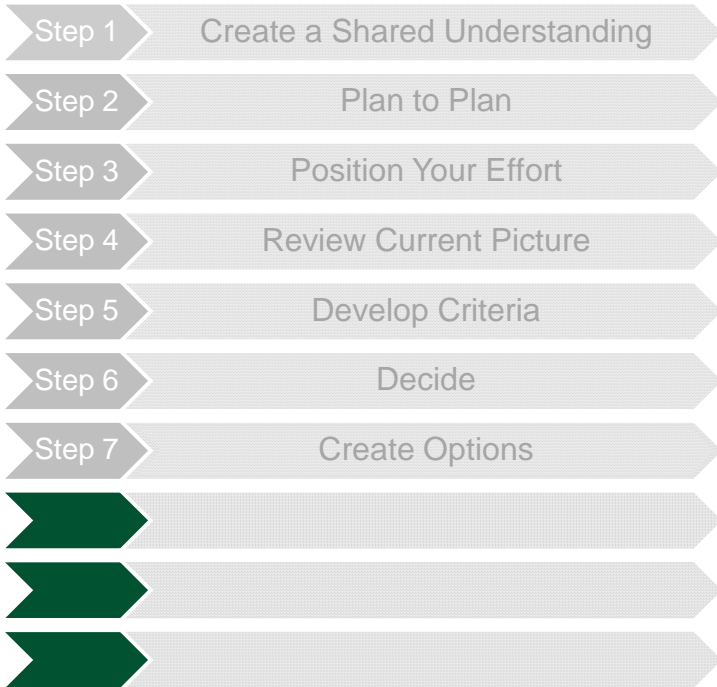 Step 1 Create a Shared Understanding
Step 2 Plan to Plan
Step 3 Position Your Effort
Step 4 Review Current Picture
Step 5 Develop Criteria
Step 6 Decide
Step 7 Create Options